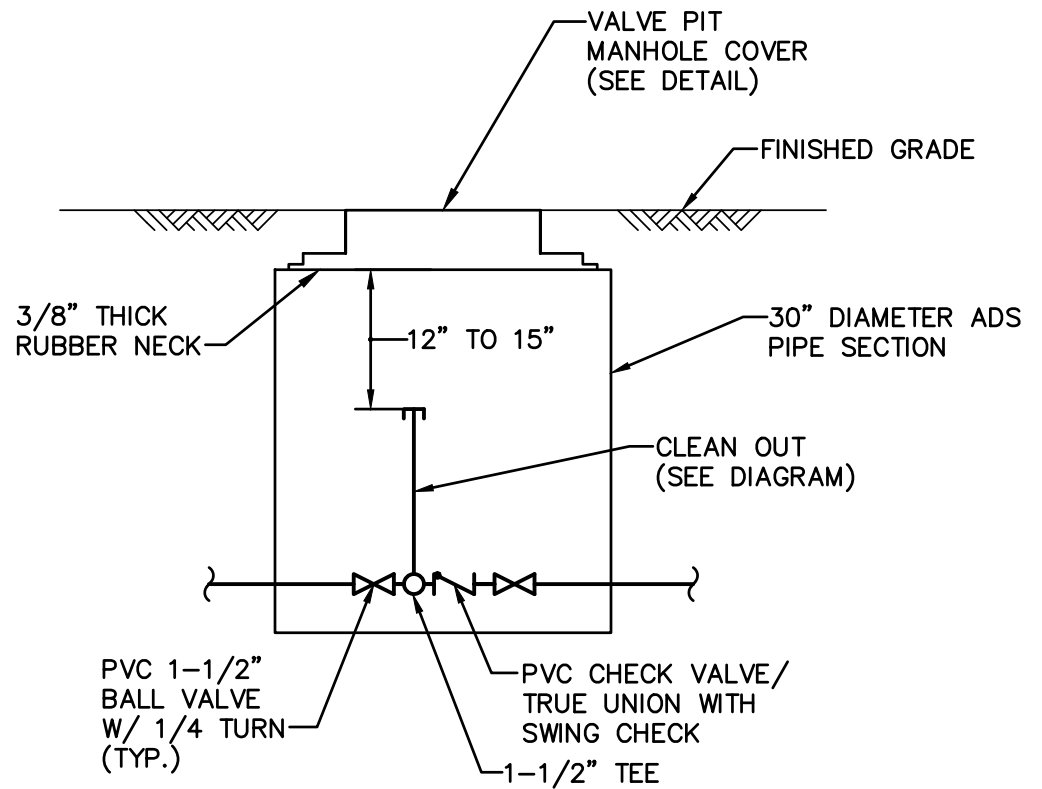 VALVE PIT
MANHOLE COVER
(SEE DETAIL)
FINISHED GRADE
3/8" THICK
RUBBER NECK
12" TO 15"
30" DIAMETER ADS
PIPE SECTION
CLEAN OUT
(SEE DIAGRAM)
PVC 1-1/2"
BALL VALVE
W/ 1/4 TURN
(TYP.)
PVC CHECK VALVE/
TRUE UNION WITH
SWING CHECK
1-1/2" TEE